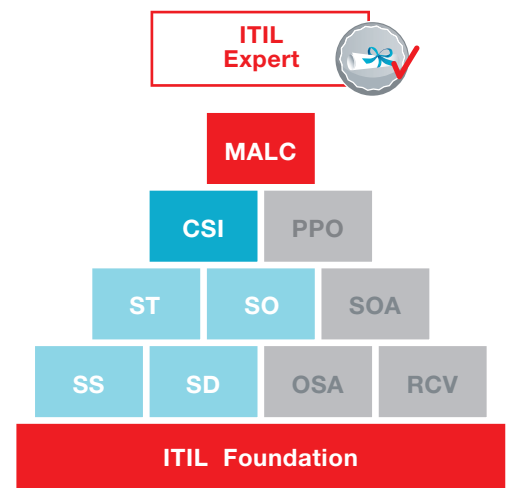 ITIL
Expert
MALC
CSI PPO
ST SO SOA
SS SD OSA RCV
ITIL Foundation